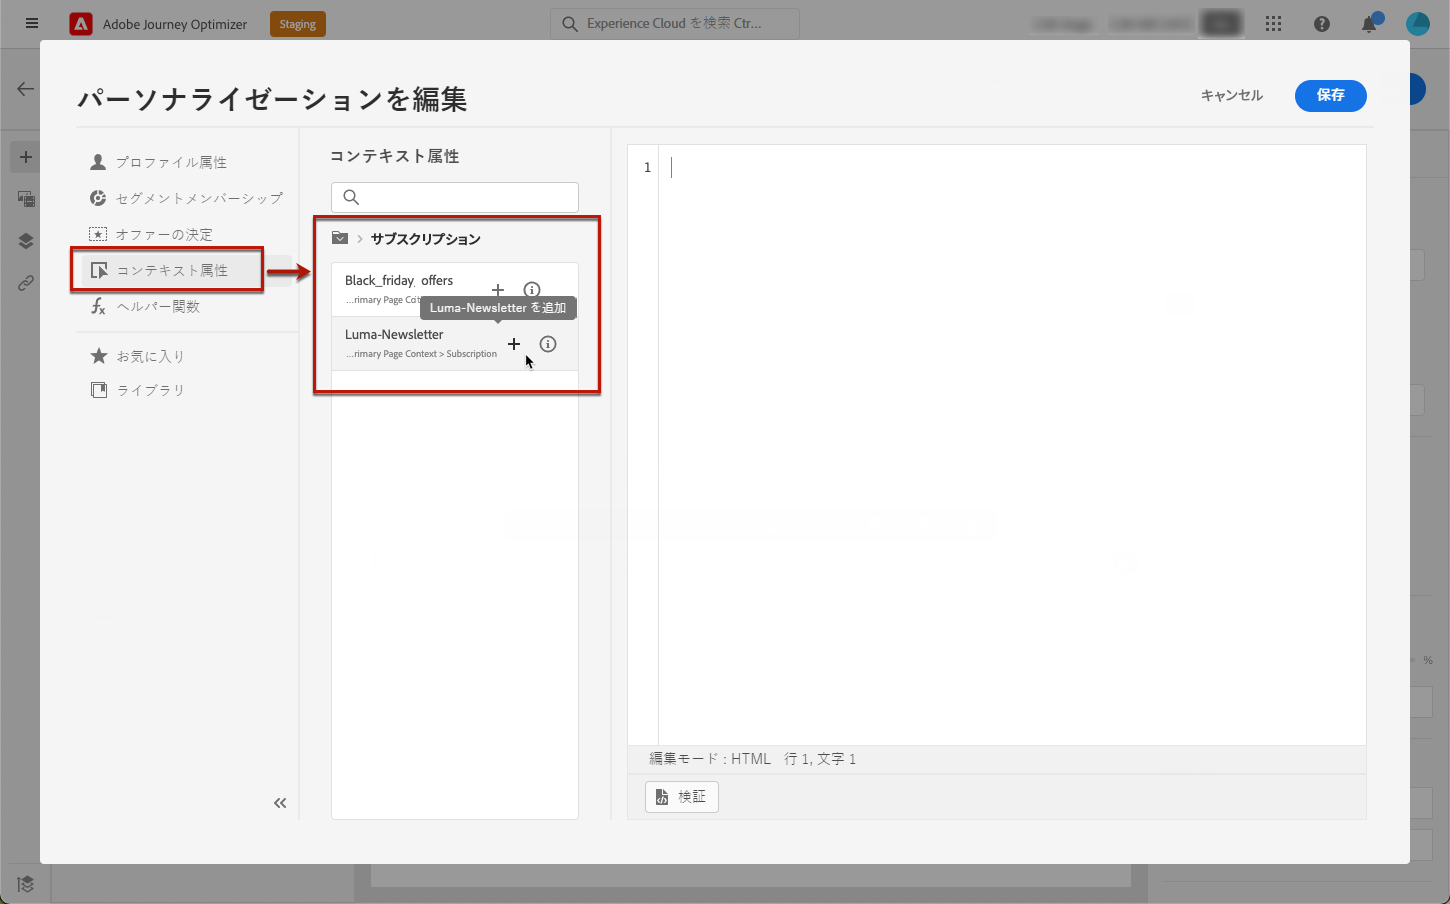 Adobe Journey Optimizer
Staging
Experience Cloud を検索 Ctr...
パーソナライゼーションを編集
キャンセル
保存
プロファイル属性
セグメントメンバーシップ
オファーの決定
コンテキスト属性
ヘルパー関数
お気に入り
ライブラリ
コンテキスト属性
サブスクリプション
Black_friday_offers
...rimary Page
Luma-Newsletter を追加
Luma-Newsletter
...rimary Page Context > Subscription
1
編集モード : HTML 行 1, 文字 1
検証
%